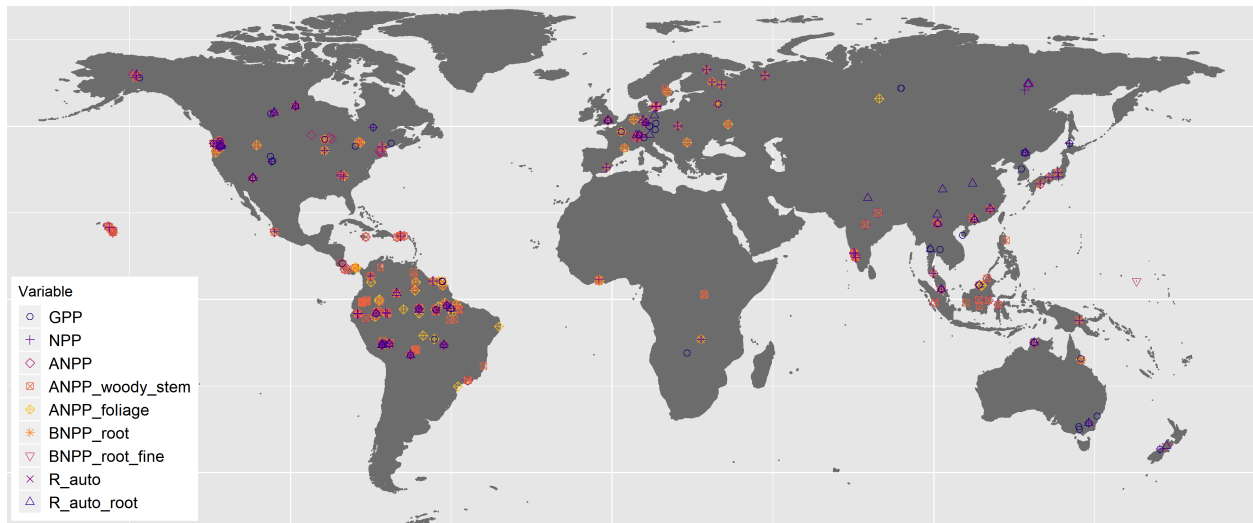 Variable
GPP
NPP
ANPP
ANPP_woody_stem
ANPP_foliage
BNPP_root
BNPP_root_fine
R_auto
R_auto_root